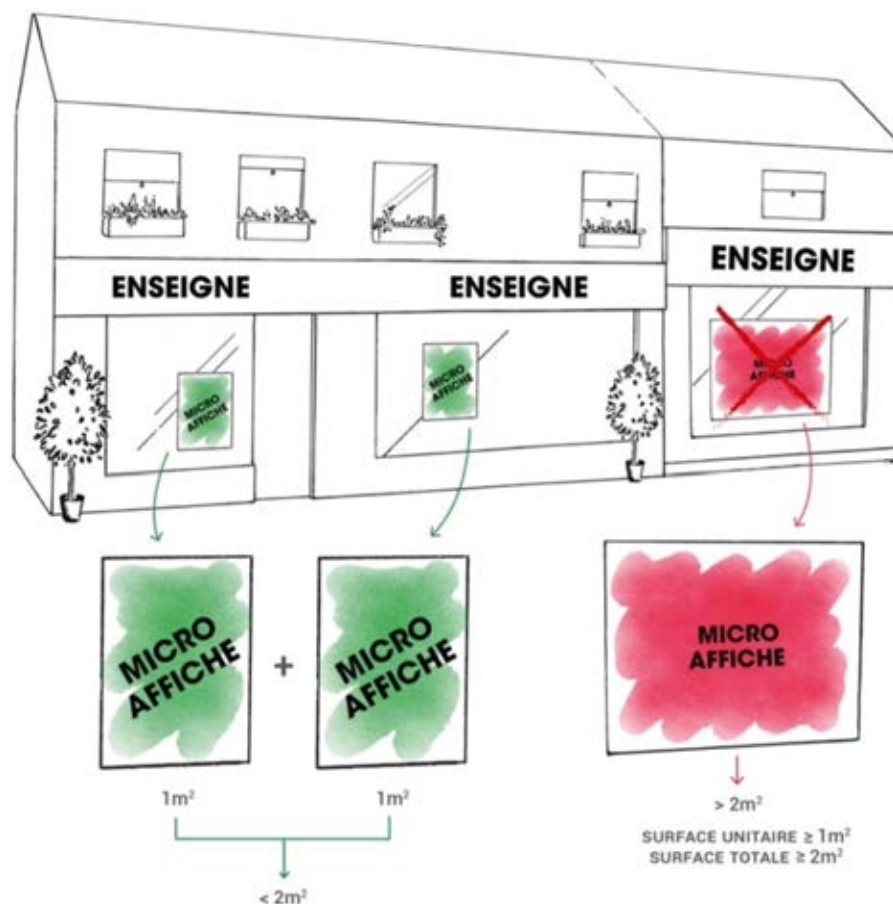 ENSEIGNE
ENSEIGNE
ENSEIGNE
MICRO
AFFICHE
MICRO
AFFICHE
MICRO
AFFICHE
MICRO
AFFICHE
+
MICRO
AFFICHE
MICRO
AFFICHE
1m²
1m²
< 2m²
> 2m²
SURFACE UNITAIRE ≥ 1m²
SURFACE TOTALE ≥ 2m²